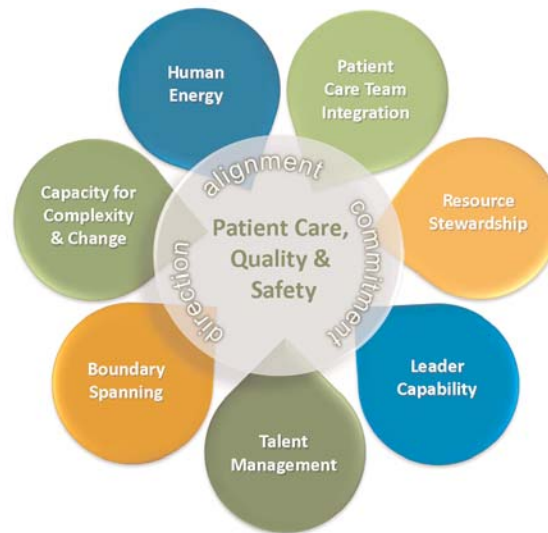 Human
Energy
Patient
Care Team
Integration
Capacity for
Complexity
& Change
alignment
commitment
direction
Patient Care,
Quality &
Safety
Resource
Stewardship
Boundary
Spanning
Leader
Capability
Talent
Management